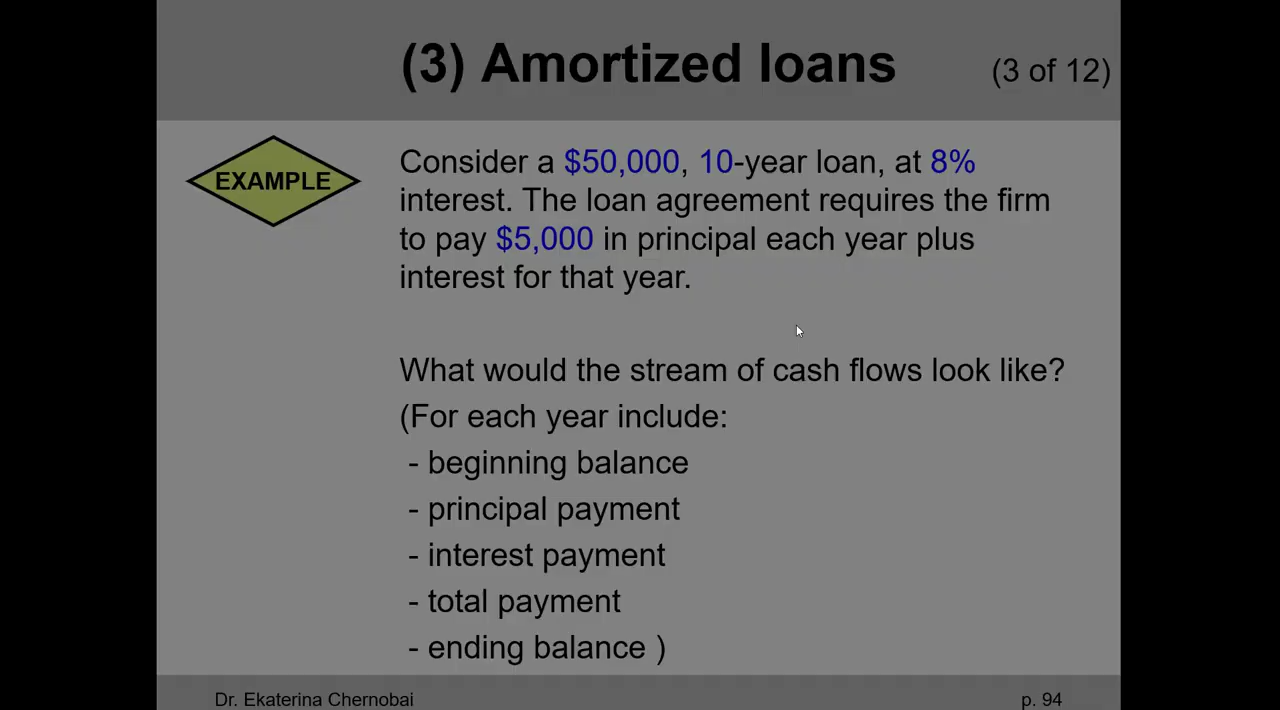 (3) Amortized loans
(3 of 12)
EXAMPLE
Consider a $50,000, 10-year loan, at 8%
interest. The loan agreement requires the firm
to pay $5,000 in principal each year plus
interest for that year.
What would the stream of cash flows look like?
(For each year include:
- beginning balance
- principal payment
- interest payment
- total payment
- ending balance )
Dr. Ekaterina Chernobai
p. 94